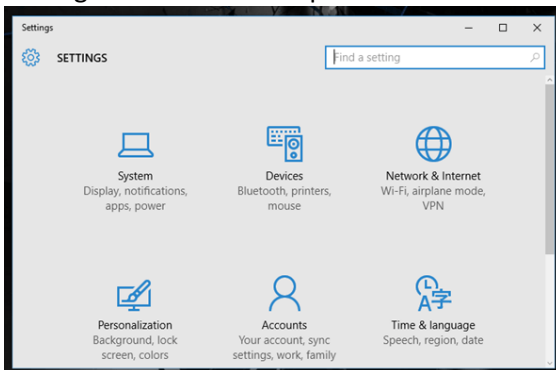 Settings
SETTINGS
Find a setting
System
Display, notifications,
apps, power
Devices
Bluetooth, printers,
mouse
Network & Internet
Wi-Fi, airplane mode,
VPN
Personalization
Background, lock
screen, colors
Accounts
Your account, sync
settings, work, family
Time & language
Speech, region, date